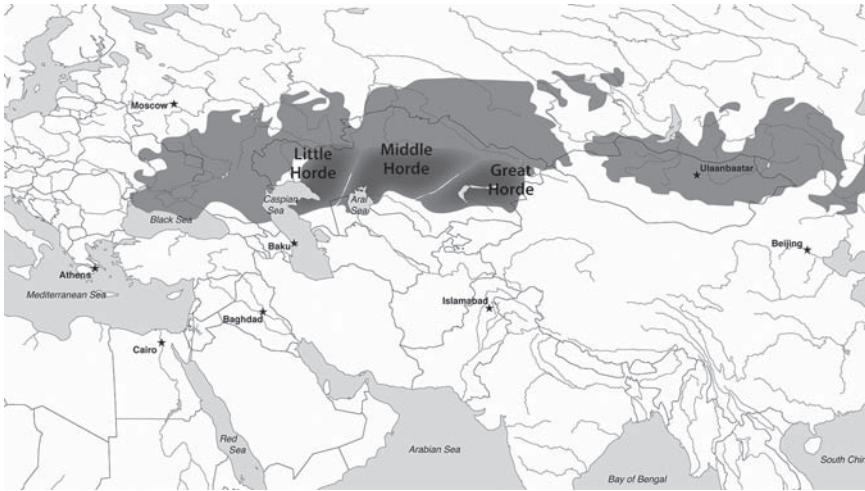 Moscow
Little
Horde
Middle
Horde
Great
Horde
Ulaanbaatar
Caspian
Sea
Aral
Sea
Black Sea
Baku
Beijing
Athens
Mediterranean Sea
Islamabad
Baghdad
Cairo
Red
Sea
Arabian Sea
Bay of Bengal
South Chin